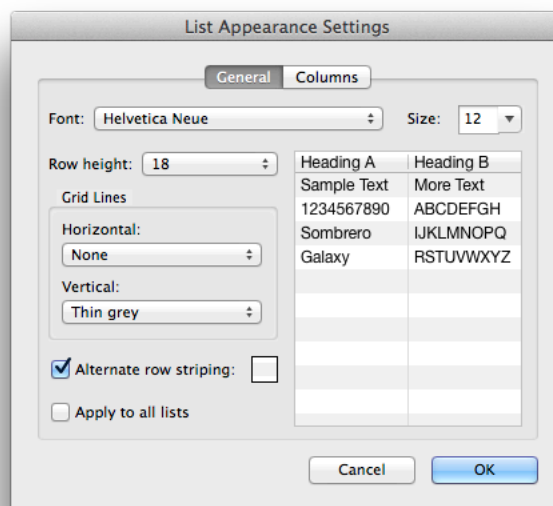 List Appearance Settings
General Columns
Font: Helvetica Neue Size: 12
Row height: 18
Grid Lines
Horizontal:
None
Vertical:
Thin grey
Alternate row striping:
Apply to all lists
Heading A Heading B
Sample Text More Text
1234567890 ABCDEFGH
Sombrero IJKLMNOPQ
Galaxy RSTUVWXYZ
Cancel OK